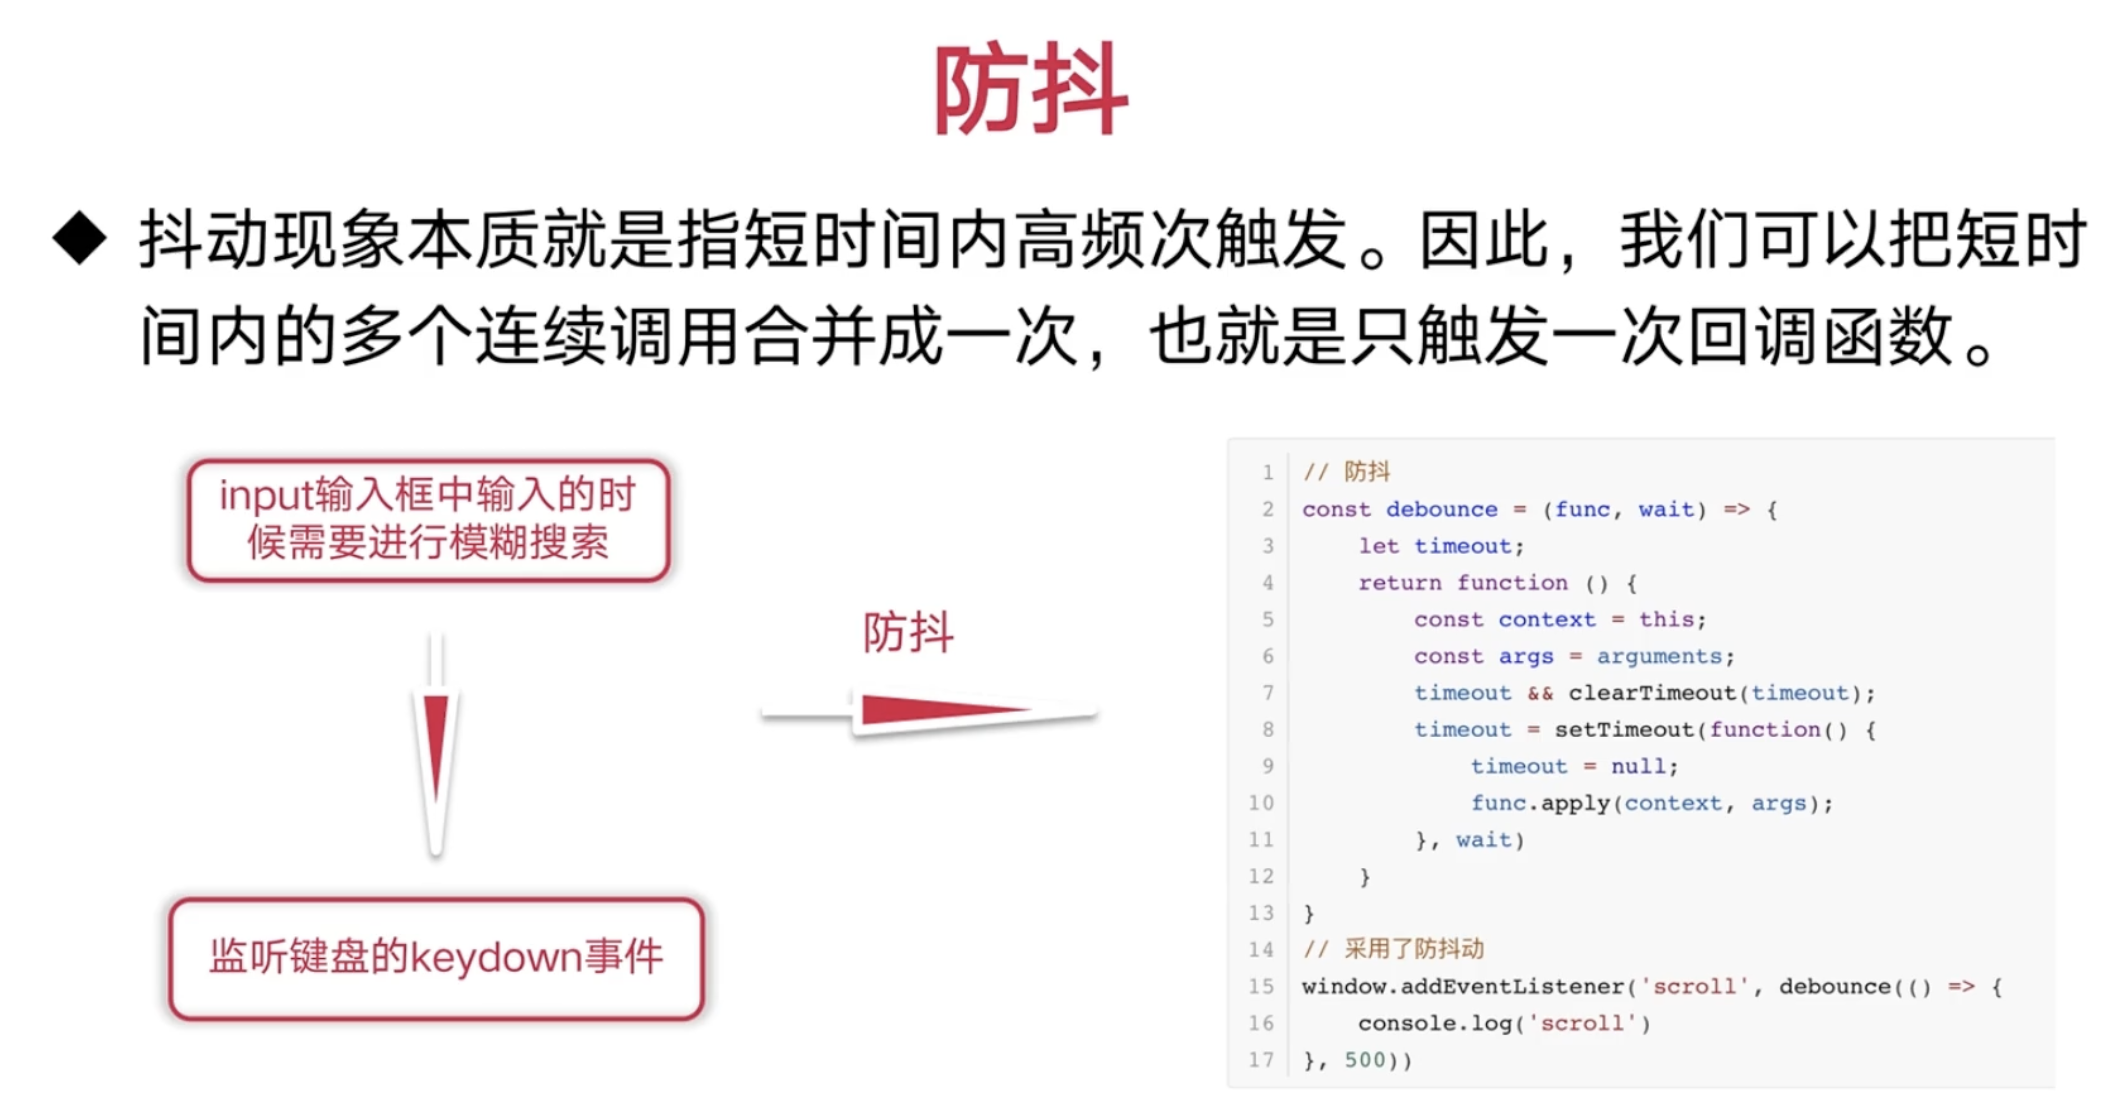 防抖
◆ 抖动现象本质就是指短时间内高频次触发。因此，我们可以把短时
间内的多个连续调用合并成一次，也就是只触发一次回调函数。
input输入框中输入的时
候需要进行模糊搜索
防抖
监听键盘的keydown事件
1 // 防抖
2 const debounce = (func, wait) => {
3     let timeout;
4     return function () {
5         const context = this;
6         const args = arguments;
7         timeout && clearTimeout(timeout);
8         timeout = setTimeout(function() {
9             timeout = null;
10             func.apply(context, args);
11         }, wait)
12     }
13 }
14 // 采用了防抖动
15 window.addEventListener('scroll', debounce(() => {
16     console.log('scroll')
17 }, 500))